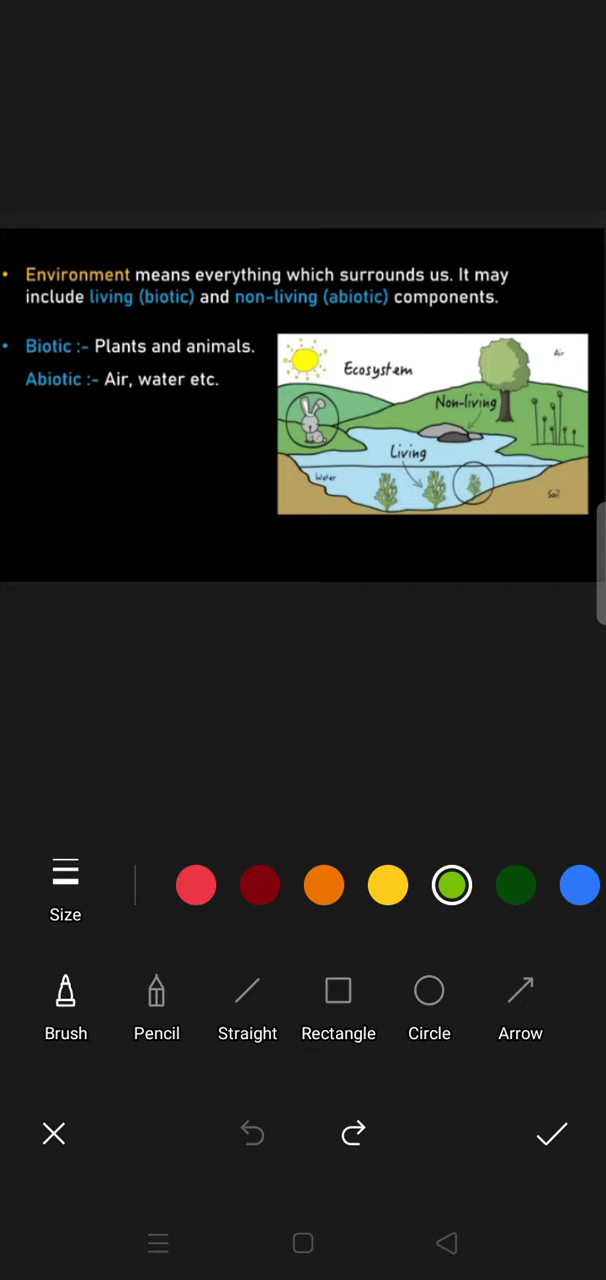 • Environment means everything which surrounds us. It may
include living (biotic) and non-living (abiotic) components.
• Biotic :- Plants and animals.
Abiotic :- Air, water etc.
Ecosystem
Air
Non-living
Living
Water
Soil
Size
Brush
Pencil
Straight
Rectangle
Circle
Arrow